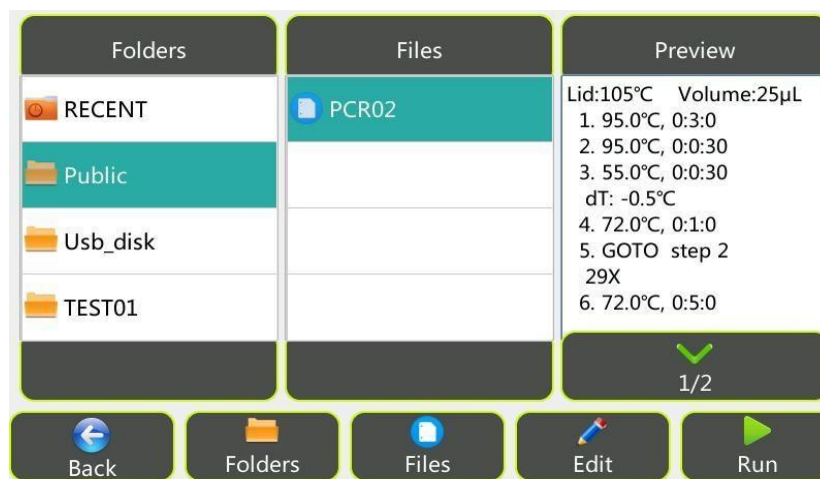 Folders
Files
Preview
RECENT
Public
Usb_disk
TEST01
PCR02
Lid:105℃ Volume:25μL
1. 95.0℃, 0:3:0
2. 95.0℃, 0:0:30
3. 55.0℃, 0:0:30
dT: -0.5℃
4. 72.0℃, 0:1:0
5. GOTO step 2
29X
6. 72.0℃, 0:5:0
1/2
Back
Folders
Files
Edit
Run